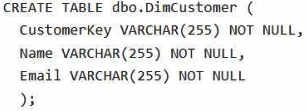 CREATE TABLE dbo.DimCustomer (
  CustomerKey VARCHAR(255) NOT NULL,
  Name VARCHAR(255) NOT NULL,
  Email VARCHAR(255) NOT NULL
  );